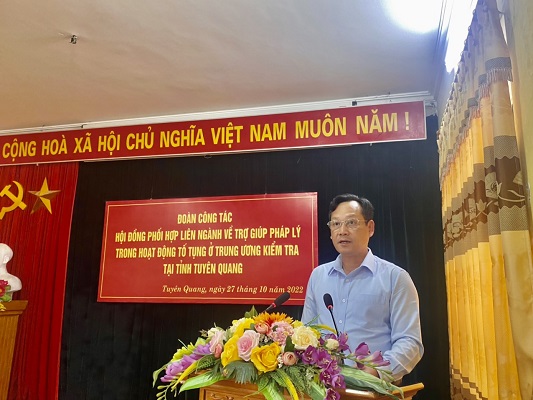 CỘNG HOÀ XÃ HỘI CHỦ NGHĨA VIỆT NAM MUÔN NĂM !
ĐOÀN CÔNG TÁC
HỘI ĐỒNG PHỐI HỢP LIÊN NGÀNH VỀ TRỢ GIÚP PHÁP LÝ
TRONG HOẠT ĐỘNG TỐ TỤNG Ở TRUNG ƯƠNG KIỂM TRA
TẠI TỈNH TUYÊN QUANG
Tuyên Quang, ngày 27 tháng 10 năm 2022